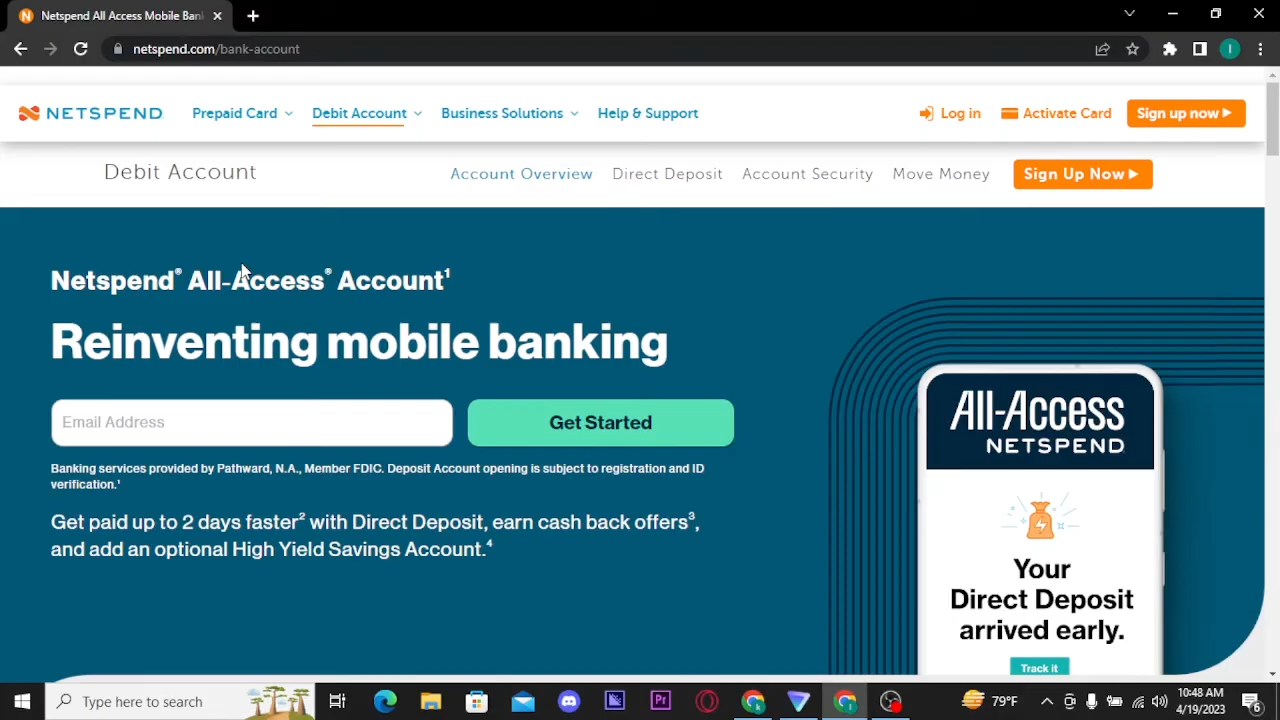 Netspend All Access Mobile Ban
netspend.com/bank-account
I
NETSPEND
Prepaid Card
Debit Account
Business Solutions
Help & Support
Log in
Activate Card
Sign up now
Debit Account
Account Overview
Direct Deposit
Account Security
Move Money
Sign Up Now
Netspend® All-Access® Account¹
Reinventing mobile banking
Email Address
Get Started
Banking services provided by Pathward, N.A., Member FDIC. Deposit Account opening is subject to registration and ID
verification.¹
Get paid up to 2 days faster² with Direct Deposit, earn cash back offers³,
and add an optional High Yield Savings Account.⁴
All-Access
NETSPEND
Your
Direct Deposit
arrived early.
Track it
Type here to search
Pr
79°F
10:48 AM
4/19/2023
6